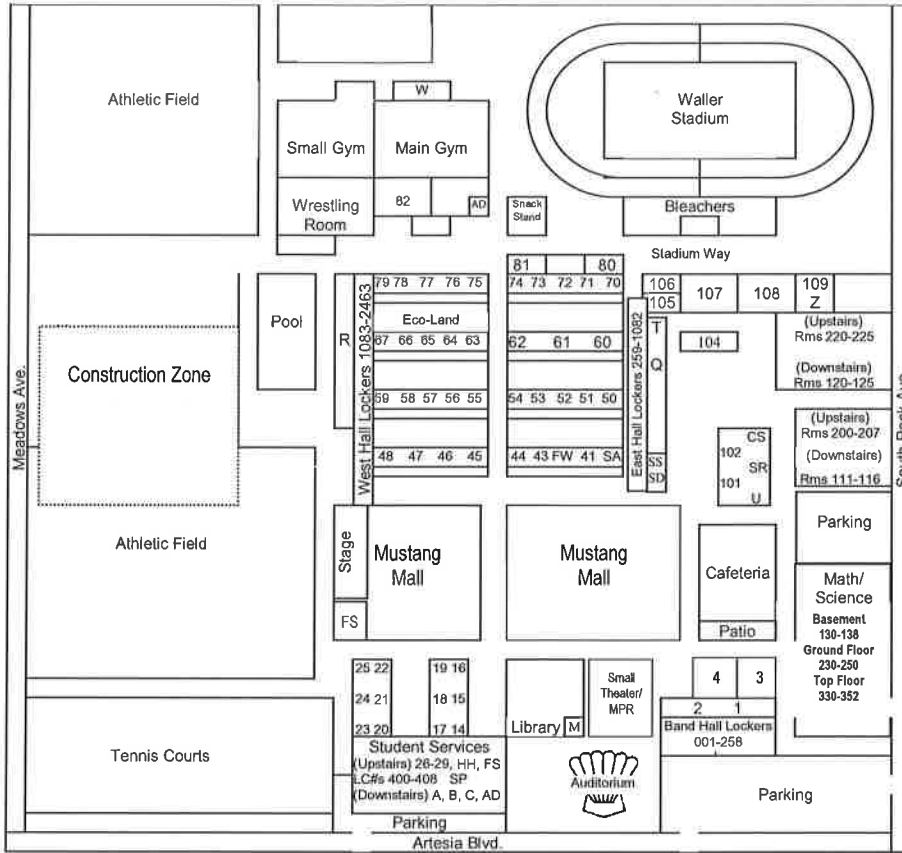 Athletic Field
W
Waller
Stadium
Small Gym
Main Gym
Wrestling
Room
82
AD
Snack
Stand
Bleachers
Stadium Way
81
80
79 78 77 76 75
74 73 72 71 70
106
105
107
108
109
Z
Pool
R
West Hall Lockers 1083-2463
Eco-Land
67 66 65 64 63
62 61 60
East Hall Lockers 259-1082
T
Q
104
(Upstairs)
Rms 220-225
(Downstairs)
Rms 120-125
Construction Zone
Meadows Ave.
59 58 57 56 55
54 53 52 51 50
(Upstairs)
Rms 200-207
(Downstairs)
Rms 111-116
48 47 46 45
44 43 FW 41 SA
SS
SD
CS
102
SR
101
U
Athletic Field
Stage
FS
Mustang
Mall
Mustang
Mall
Cafeteria
Patio
Parking
Math/
Science
Basement
130-138
Ground Floor
230-250
Top Floor
330-352
25 22
24 21
23 20
19 16
18 15
17 14
Library
M
Small
Theater/
MPR
4
3
2 1
Band Hall Lockers
001-258
Tennis Courts
Student Services
(Upstairs) 26-29, HH, FS
LC#s 400-408 SP
(Downstairs) A, B, C, AD
Auditorium
Parking
Parking
Artesia Blvd.